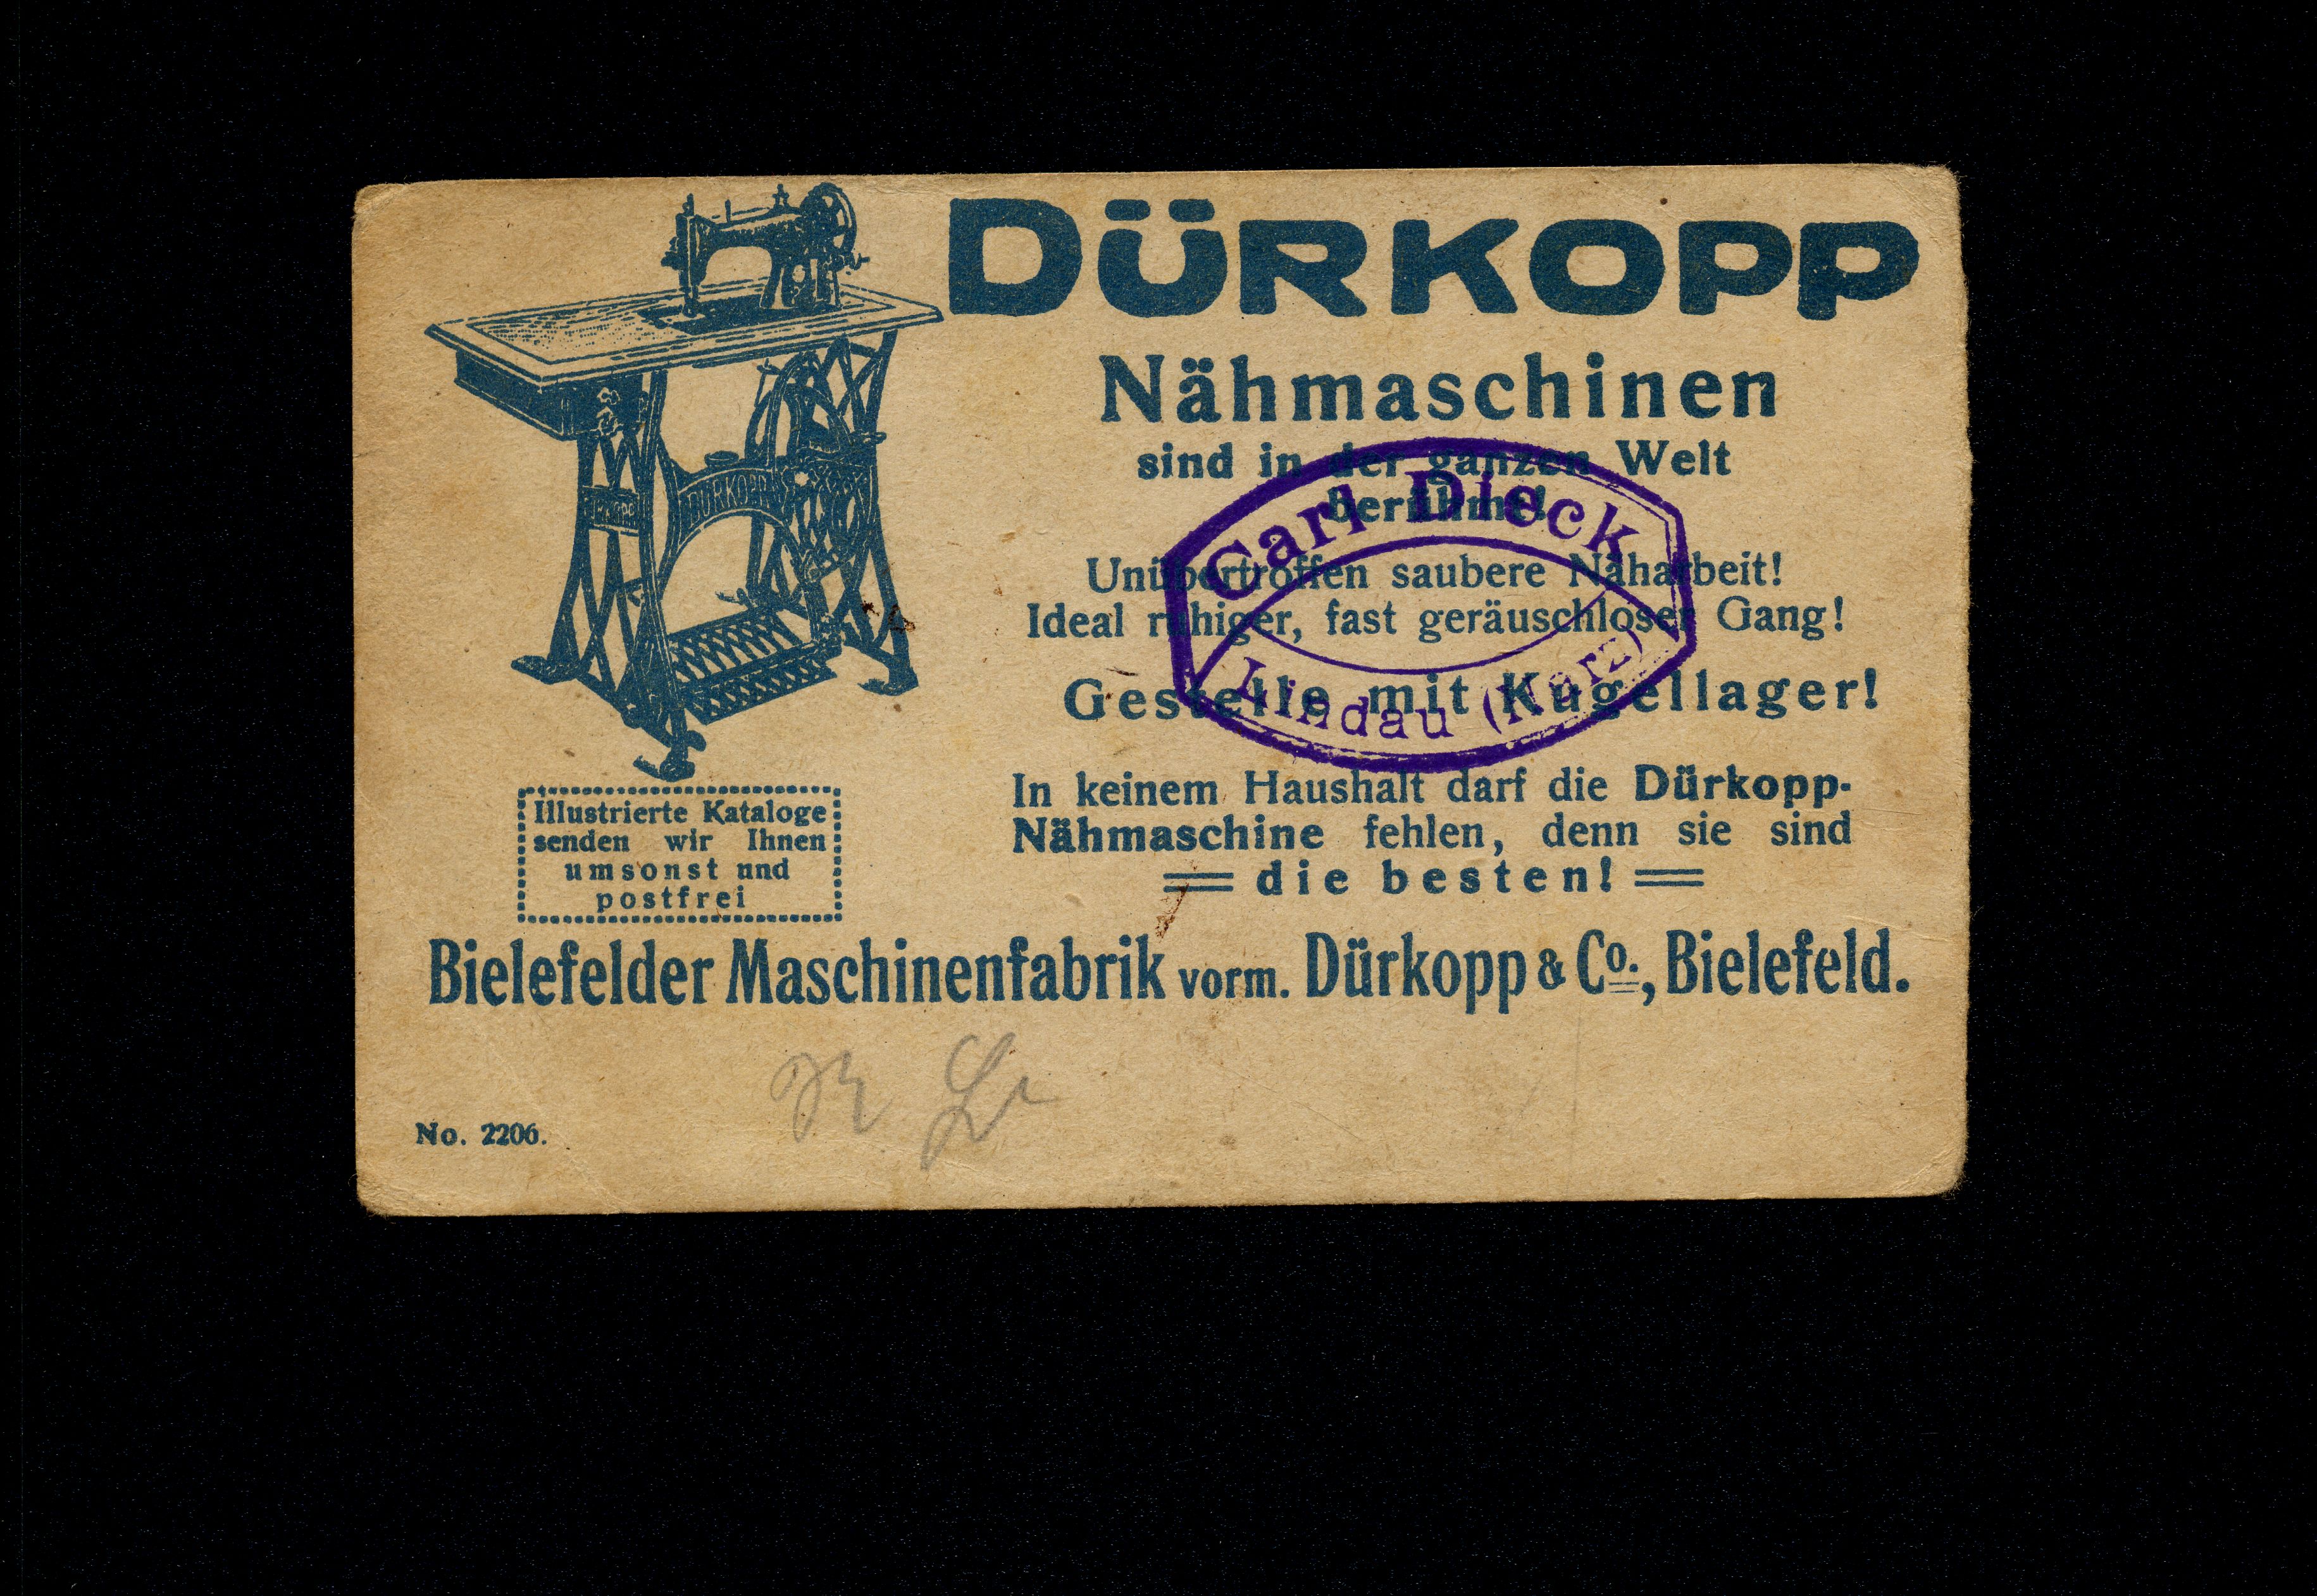 DÜRKOPP
Nähmaschinen
sind in der ganzen Welt
berühmt!
Unübertroffen saubere Näharbeit!
Ideal ruhiger, fast geräuschloser Gang!
Gestelle mit Kugellager!
In keinem Haushalt darf die Dürkopp-
Nähmaschine fehlen, denn sie sind
die besten!
Carl Dieck
Lindau (Harz)
DÜRKOPP
Illustrierte Kataloge
senden wir Ihnen
umsonst und
postfrei
Bielefelder Maschinenfabrik vorm. Dürkopp & Co., Bielefeld.
No. 2206.